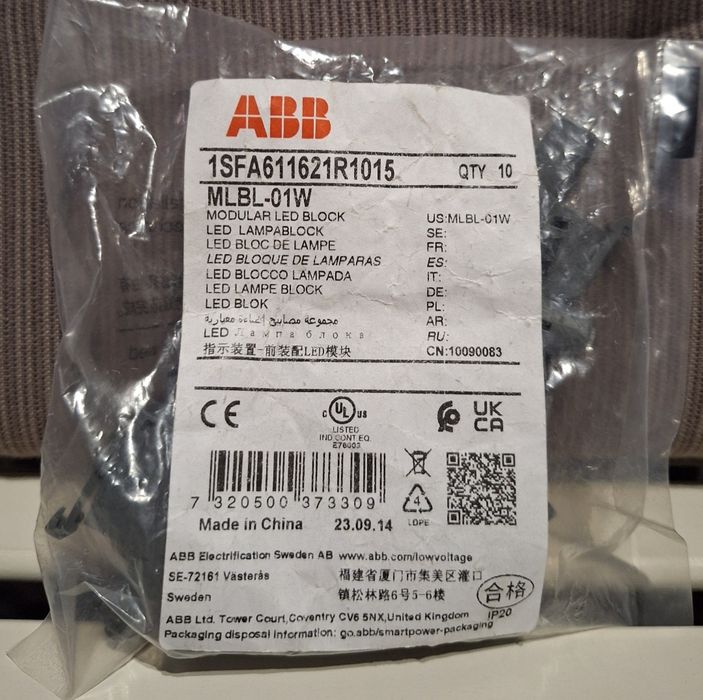 ABB
1SFA611621R1015 QTY 10
MLBL-01W
MODULAR LED BLOCK US:MLBL-01W
LED LAMPABLOCK SE:
LED BLOC DE LAMPE FR:
LED BLOQUE DE LAMPARAS ES:
LED BLOCCO LAMPADA IT:
LED LAMPE BLOCK DE:
LED BLOK PL:
مجموعة مصابيح إضاءة معيارية AR:
LED Лампа блока RU:
指示装置-前装配LED模块 CN:10090083
CE
c UL US
LISTED
IND.CONT.EQ.
UK
CA
7 320500 373309
4
LDPE
Made in China 23.09.14
ABB Electrification Sweden AB www.abb.com/lowvoltage
SE-72161 Västerås 福建省厦门市集美区灌口
Sweden 镇松林路6号5-6楼
合格
IP20
ABB Ltd. Tower Court,Coventry CV6 5NX,United Kingdom
Packaging disposal information: go.abb/smartpower-packaging